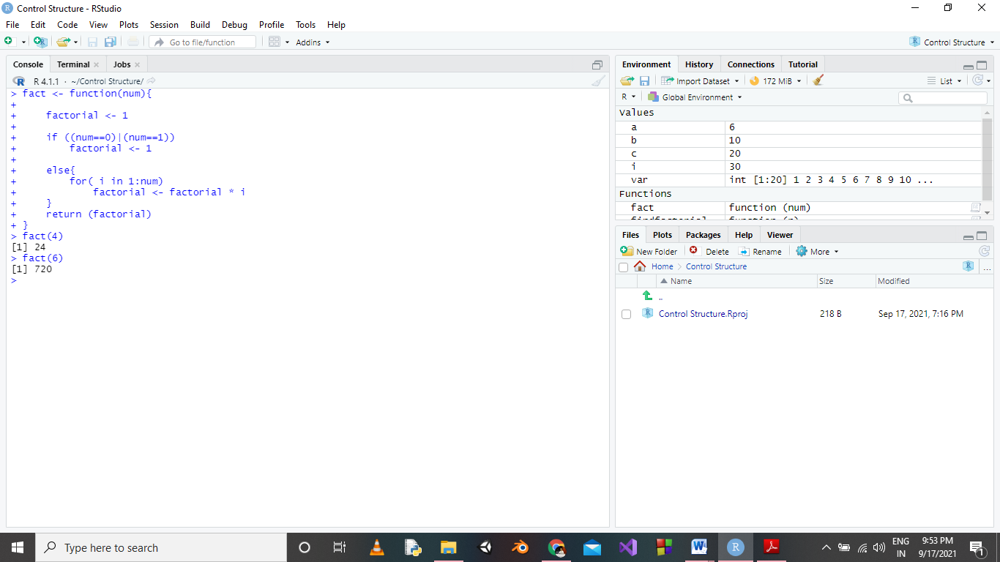 Control Structure - RStudio
File Edit Code View Plots Session Build Debug Profile Tools Help
Go to file/function Addins Control Structure
Console Terminal Jobs
R 4.1.1 · ~/Control Structure/
> fact <- function(num){
+
+     factorial <- 1
+
+     if ((num==0)|(num==1))
+         factorial <- 1
+
+     else{
+         for( i in 1:num)
+             factorial <- factorial * i
+     }
+     return (factorial)
+ }
> fact(4)
[1] 24
> fact(6)
[1] 720
>
Environment History Connections Tutorial
Import Dataset 172 MiB List
R Global Environment
Values
a 6
b 10
c 20
i 30
var int [1:20] 1 2 3 4 5 6 7 8 9 10 ...
Functions
fact function (num)
findfactorial function (n)
Files Plots Packages Help Viewer
New Folder Delete Rename More
Home Control Structure ...
Name Size Modified
..
Control Structure.Rproj 218 B Sep 17, 2021, 7:16 PM
Type here to search
ENG
IN
9:53 PM
9/17/2021
1